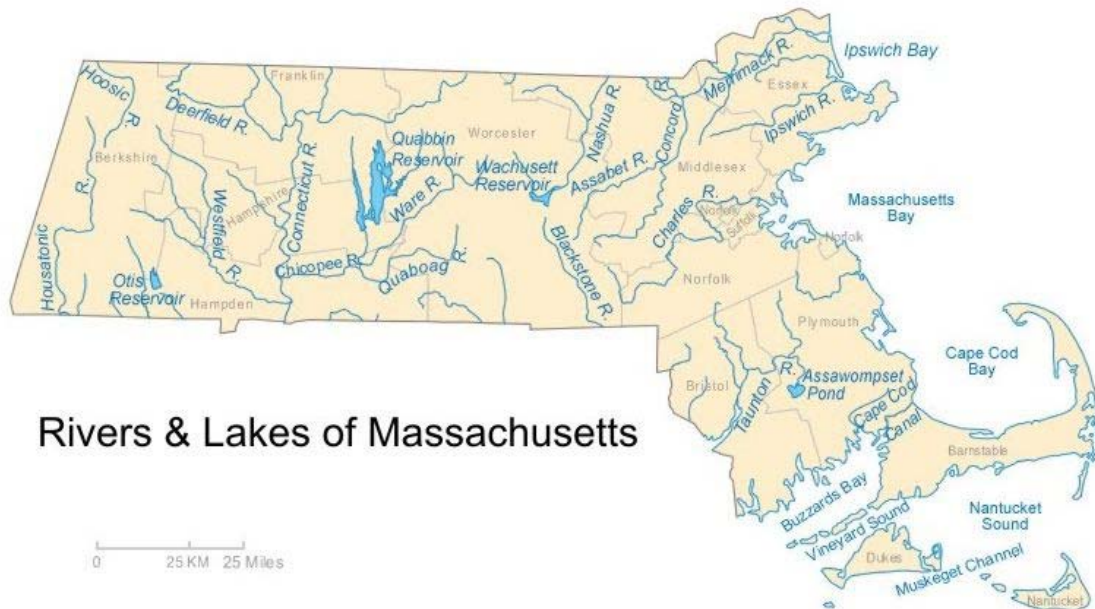 Ipswich Bay
Merrimack R.
Essex
Hoosic
R
Franklin
Deerfield R.
Nashua R.
Concord
R.
Ipswich R.
Quabbin
Reservoir
Worcester
Wachusett
Reservoir
Assabet R.
Middlesex
Berkshire
R.
Westfield
R.
Hampshire
Connecticut R.
Ware R.
Charles R.
Norfolk
Suffolk
Massachusetts
Bay
Norfolk
Housatonic
Chicopee R.
Quaboag R.
Blackstone R.
Norfolk
Otis
Reservoir
Hampden
Plymouth
Cape Cod
Bay
Bristol
Taunton
R.
Assawompset
Pond
Cape Cod
Canal
Rivers & Lakes of Massachusetts
Barnstable
Buzzards Bay
Nantucket
Sound
Vineyard Sound
0 25 KM 25 Miles
Dukes
Muskeget Channel
Nantucket